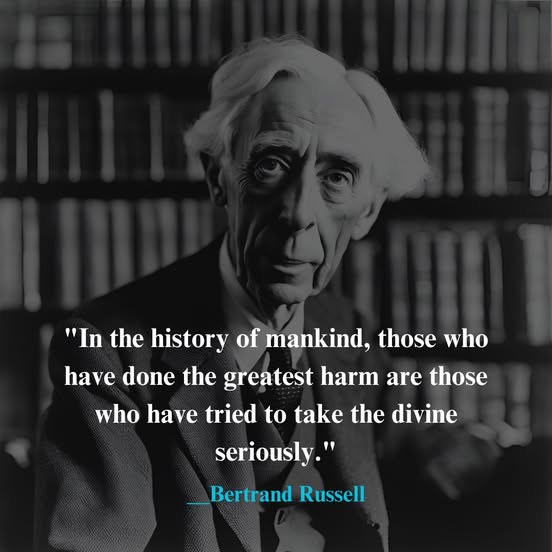 "In the history of mankind, those who
have done the greatest harm are those
who have tried to take the divine
seriously."
__Bertrand Russell